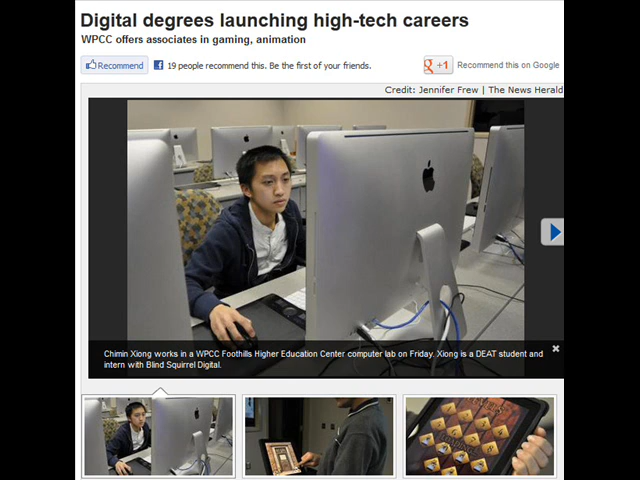 Digital degrees launching high-tech careers
WPCC offers associates in gaming, animation
Recommend
19 people recommend this. Be the first of your friends.
+1
Recommend this on Google
Credit: Jennifer Frew | The News Herald
Chimin Xiong works in a WPCC Foothills Higher Education Center computer lab on Friday. Xiong is a DEAT student and
intern with Blind Squirrel Digital.